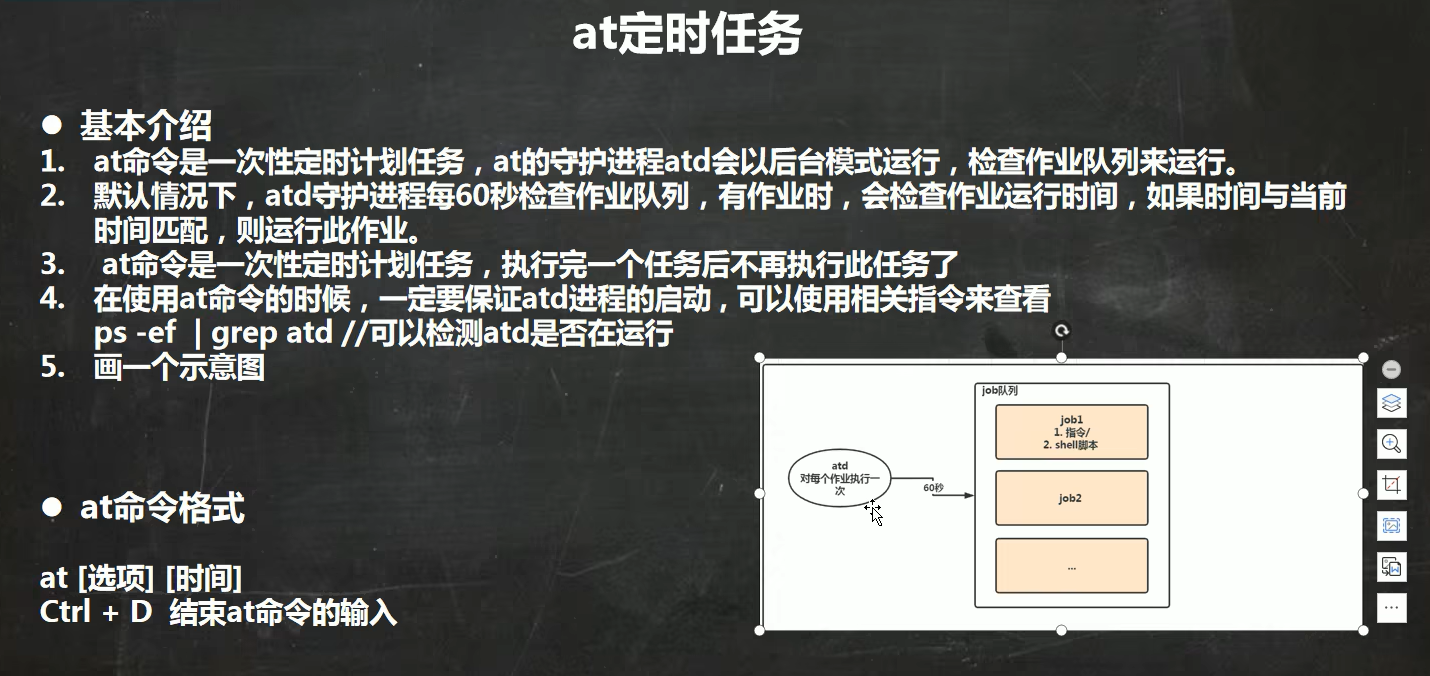 at定时任务
● 基本介绍
1. at命令是一次性定时计划任务，at的守护进程atd会以后台模式运行，检查作业队列来运行。
2. 默认情况下，atd守护进程每60秒检查作业队列，有作业时，会检查作业运行时间，如果时间与当前
时间匹配，则运行此作业。
3. at命令是一次性定时计划任务，执行完一个任务后不再执行此任务了
4. 在使用at命令的时候，一定要保证atd进程的启动，可以使用相关指令来查看
ps -ef | grep atd //可以检测atd是否在运行
5. 画一个示意图
job队列
job1
1. 指令/
2. shell脚本
atd
对每个作业执行一
次
60秒
job2
...
● at命令格式
at [选项] [时间]
Ctrl + D 结束at命令的输入